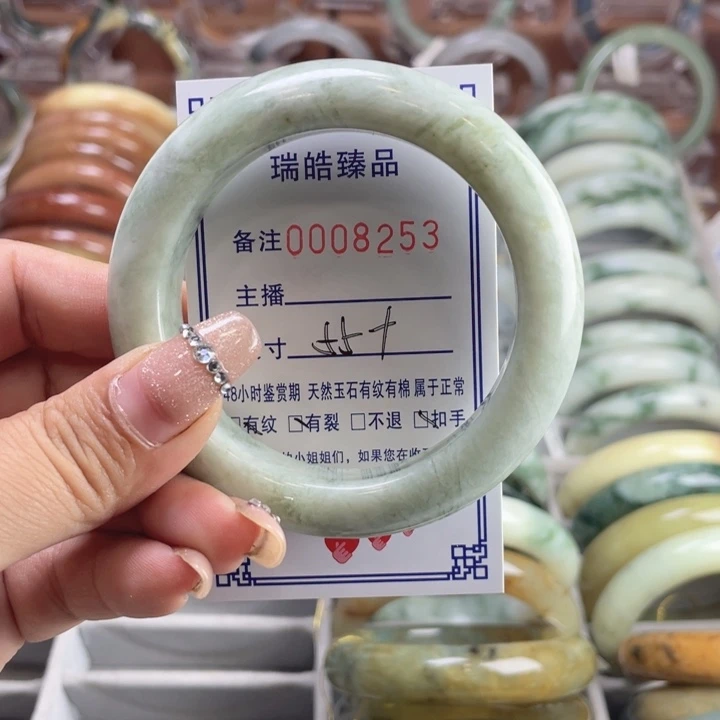 瑞皓臻品
备注0008253
主播
寸 55+
8小时鉴赏期 天然玉石有纹有棉 属于正常
有纹 有裂 不退 扣手
小姐姐们,如果您在收